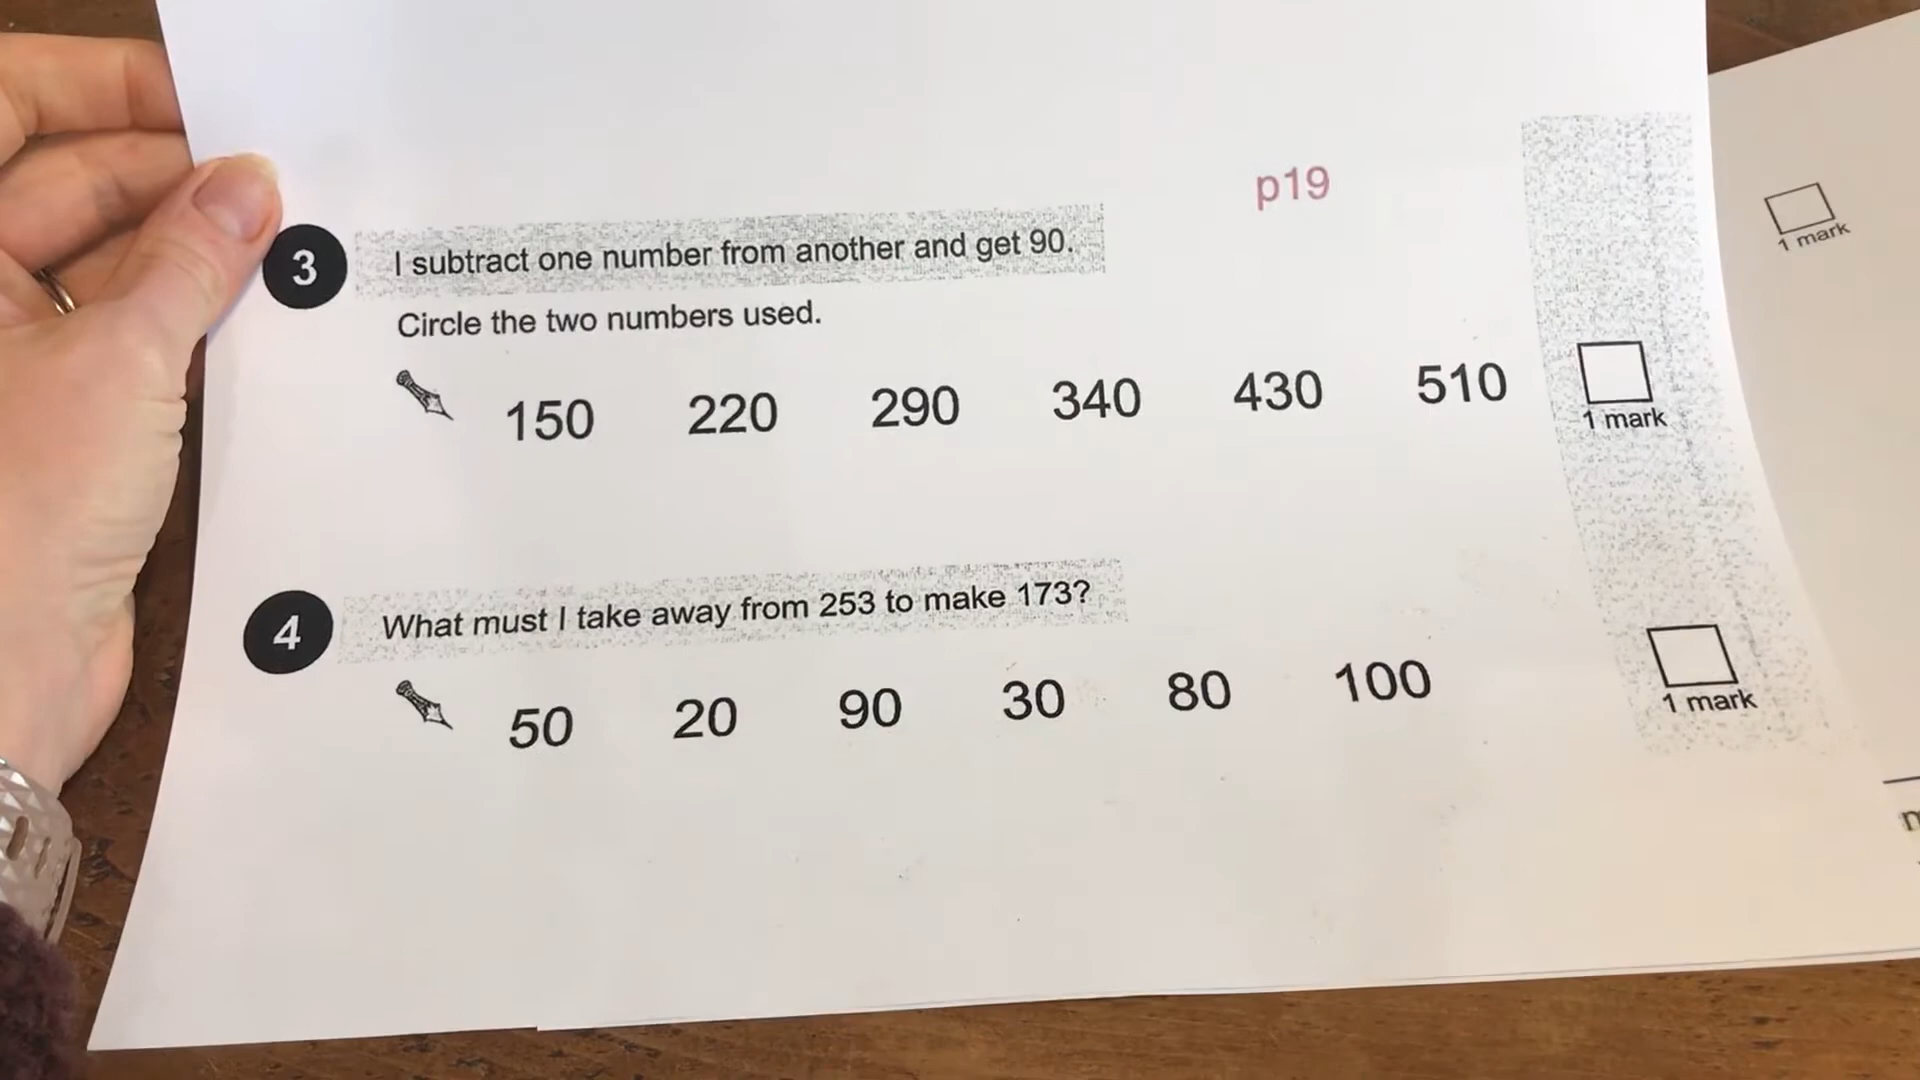 p19
3 I subtract one number from another and get 90.
Circle the two numbers used.
150 220 290 340 430 510
1 mark
4 What must I take away from 253 to make 173?
50 20 90 30 80 100
1 mark
1 mark